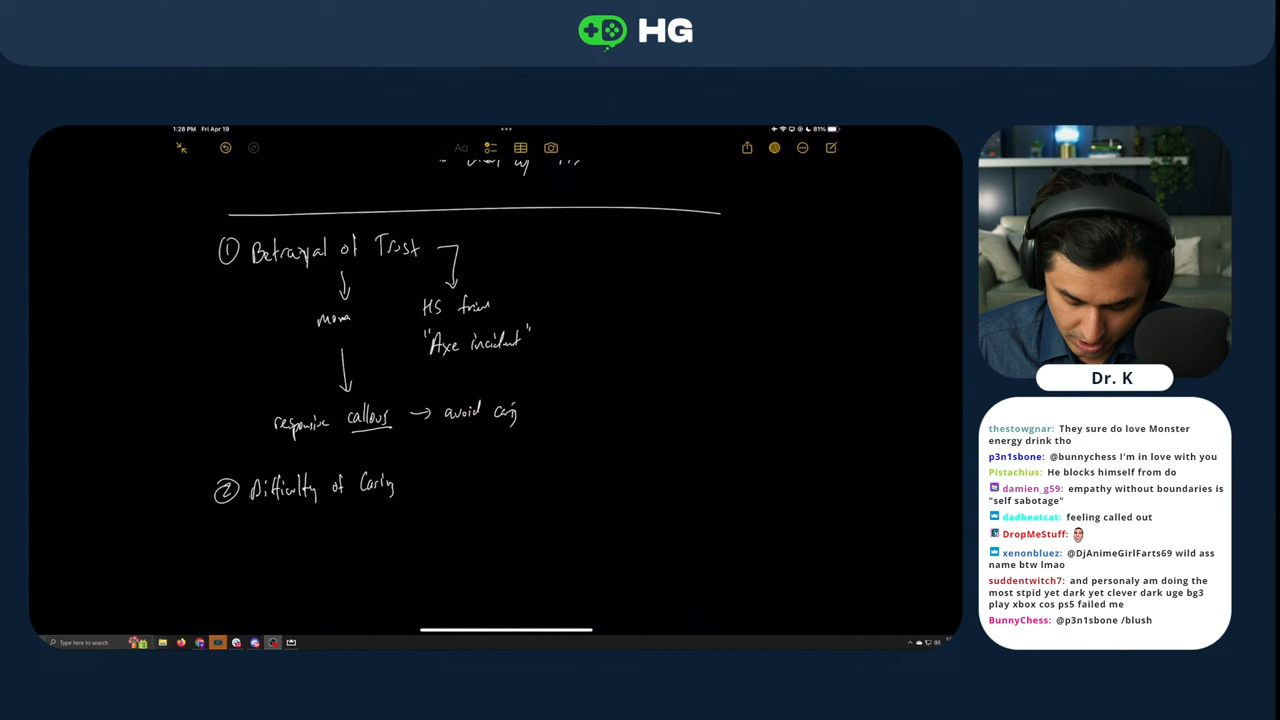 HG
1:28 PM Fri Apr 19
81%
Aa
① Betrayal of Trust
mom
HS
"Axe incident"
responsive callous → avoid
② Difficulty of Caring
Type here to search
Dr. K
thestowgnar: They sure do love Monster
energy drink tho
p3n1sbone: @bunnychess I'm in love with you
Pistachius: He blocks himself from do
damien_g59: empathy without boundaries is
"self sabotage"
dadbeatcat: feeling called out
DropMeStuff:
xenonbluez: @DjAnimeGirlFarts69 wild ass
name btw lmao
suddentwitch7: and personaly am doing the
most stpid yet dark yet clever dark uge bg3
play xbox cos ps5 failed me
BunnyChess: @p3n1sbone /blush